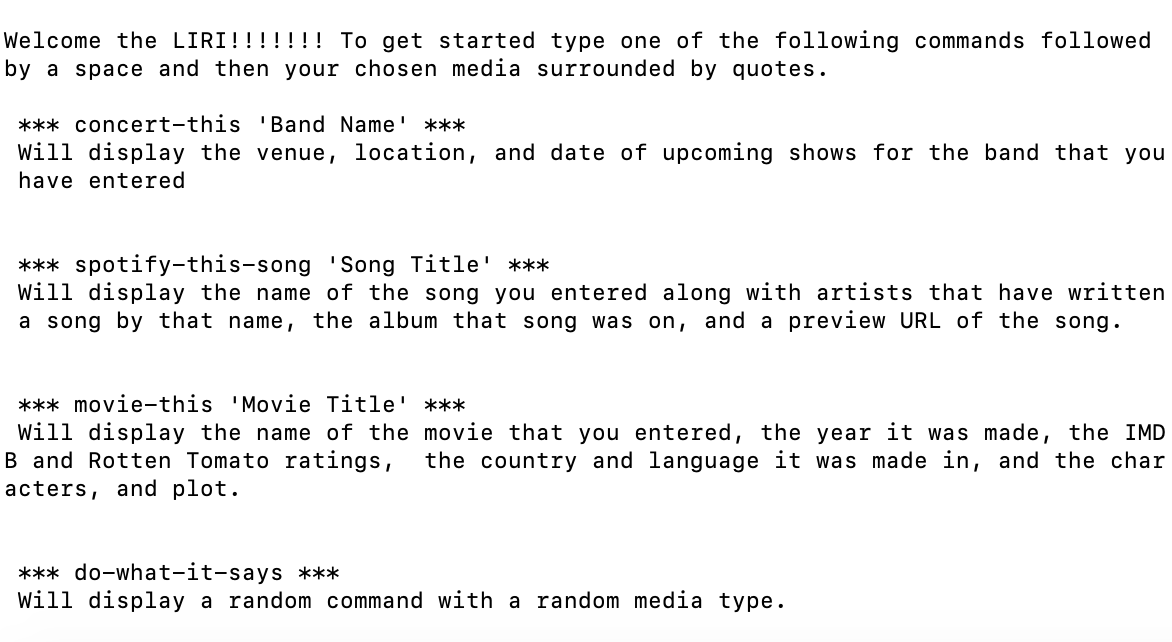 Welcome the LIRI!!!!!!! To get started type one of the following commands followed
by a space and then your chosen media surrounded by quotes.
*** concert-this 'Band Name' ***
Will display the venue, location, and date of upcoming shows for the band that you
have entered
*** spotify-this-song 'Song Title' ***
Will display the name of the song you entered along with artists that have written
a song by that name, the album that song was on, and a preview URL of the song.
*** movie-this 'Movie Title' ***
Will display the name of the movie that you entered, the year it was made, the IMD
B and Rotten Tomato ratings,  the country and language it was made in, and the char
acters, and plot.
*** do-what-it-says ***
Will display a random command with a random media type.